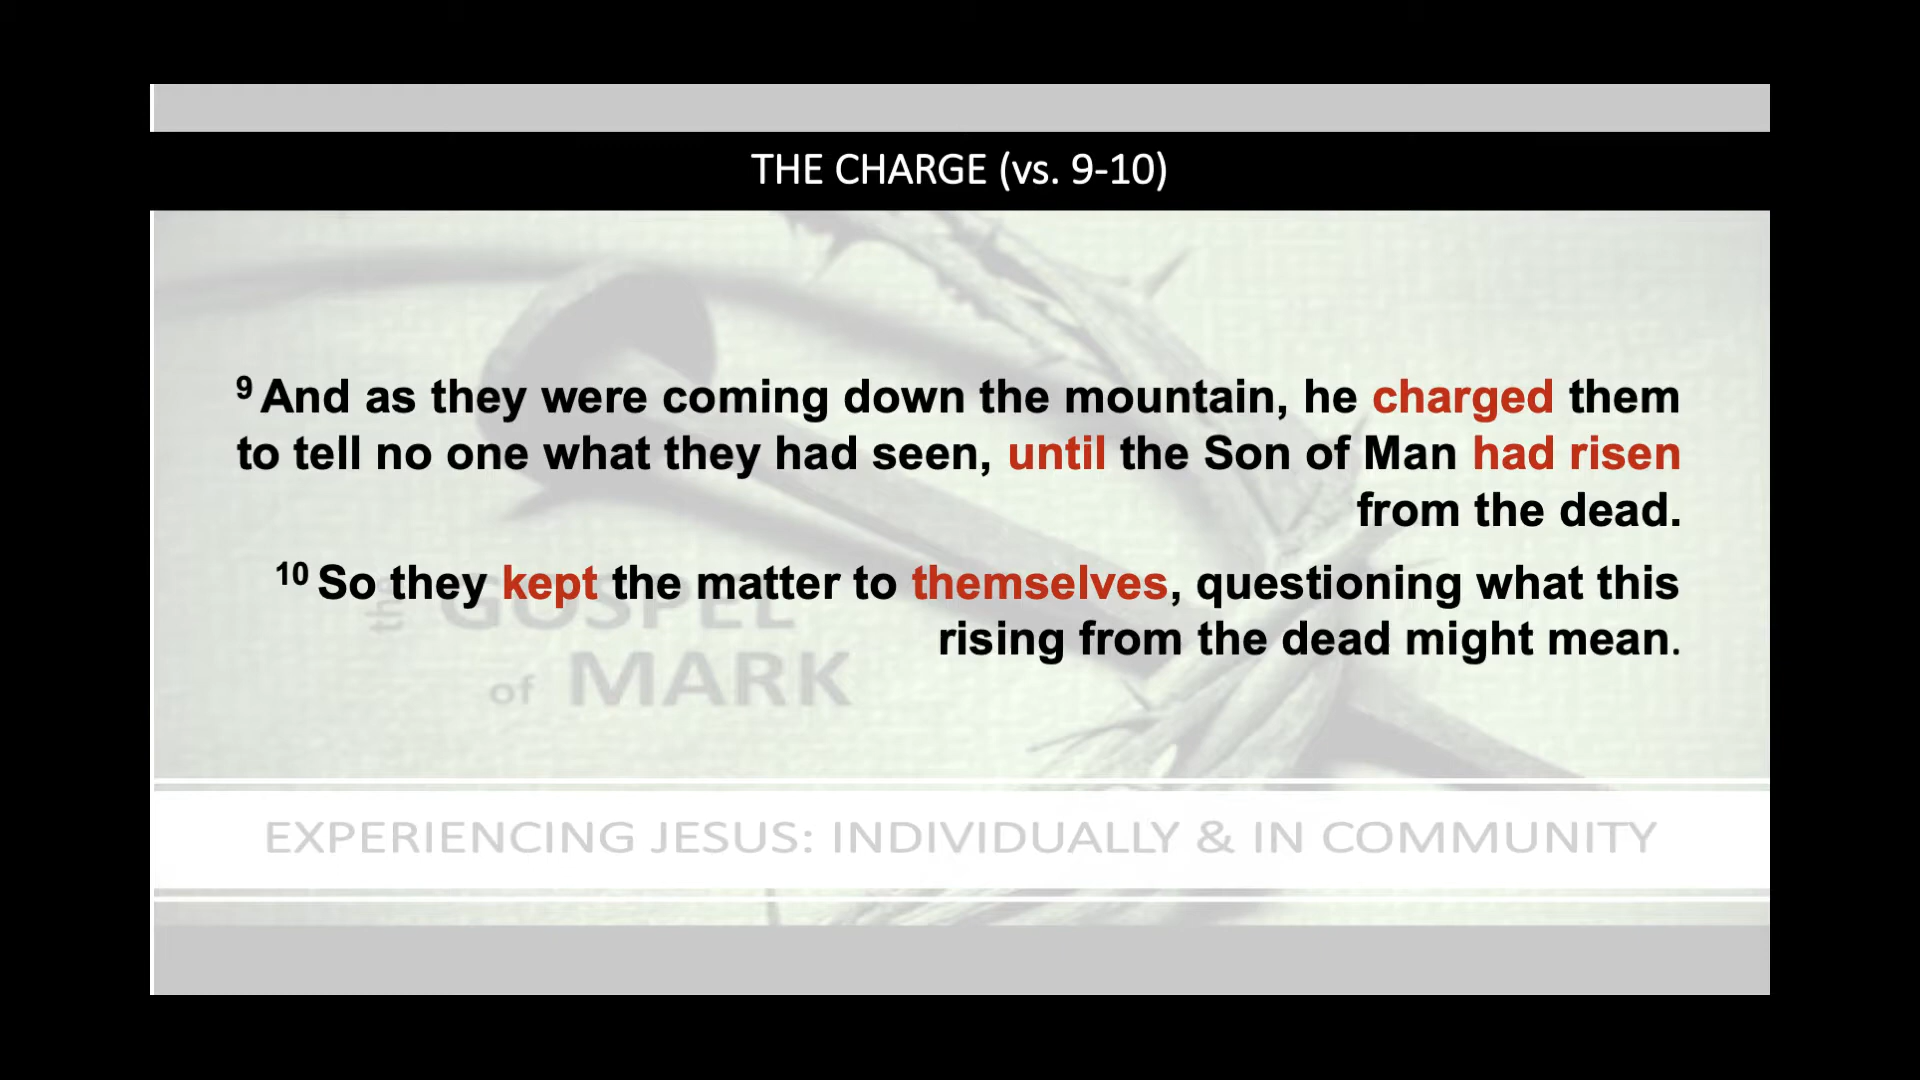 THE CHARGE (vs. 9-10)
9 And as they were coming down the mountain, he charged them
to tell no one what they had seen, until the Son of Man had risen
from the dead.
10 So they kept the matter to themselves, questioning what this
rising from the dead might mean.
the GOSPEL
of MARK
EXPERIENCING JESUS: INDIVIDUALLY & IN COMMUNITY